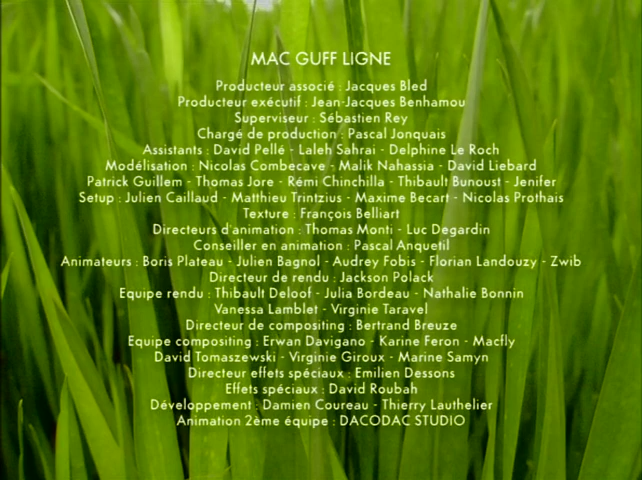 MAC GUFF LIGNE
Producteur associé : Jacques Bled
Producteur exécutif : Jean-Jacques Benhamou
Superviseur : Sébastien Rey
Chargé de production : Pascal Jonquais
Assistants : David Pellé - Laleh Sahrai - Delphine Le Roch
Modélisation : Nicolas Combecave - Malik Nahassia - David Liebard
Patrick Guillem - Thomas Jore - Rémi Chinchilla - Thibault Bunoust - Jenifer
Setup : Julien Caillaud - Matthieu Trintzius - Maxime Becart - Nicolas Prothais
Texture : François Belliart
Directeurs d'animation : Thomas Monti - Luc Degardin
Conseiller en animation : Pascal Anquetil
Animateurs : Boris Plateau - Julien Bagnol - Audrey Fobis - Florian Landouzy - Zwib
Directeur de rendu : Jackson Polack
Equipe rendu : Thibault Deloof - Julia Bordeau - Nathalie Bonnin
Vanessa Lamblet - Virginie Taravel
Directeur de compositing : Bertrand Breuze
Equipe compositing : Erwan Davigano - Karine Feron - Macfly
David Tomaszewski - Virginie Giroux - Marine Samyn
Directeur effets spéciaux : Emilien Dessons
Effets spéciaux : David Roubah
Développement : Damien Coureau - Thierry Lauthelier
Animation 2ème équipe : DACODAC STUDIO